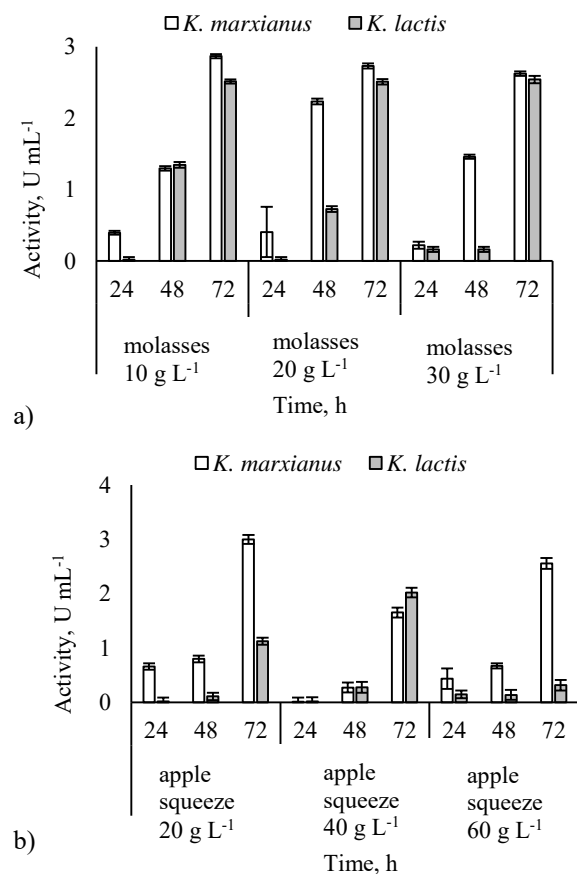 K. marxianus K. lactis
3
2
1
0
Activity, U mL-1
24 48 72 24 48 72 24 48 72
molasses 10 g L-1
molasses 20 g L-1
molasses 30 g L-1
Time, h
a)
K. marxianus K. lactis
4
3
2
1
0
Activity, U mL-1
24 48 72 24 48 72 24 48 72
apple squeeze 20 g L-1
apple squeeze 40 g L-1
apple squeeze 60 g L-1
b)
Time, h